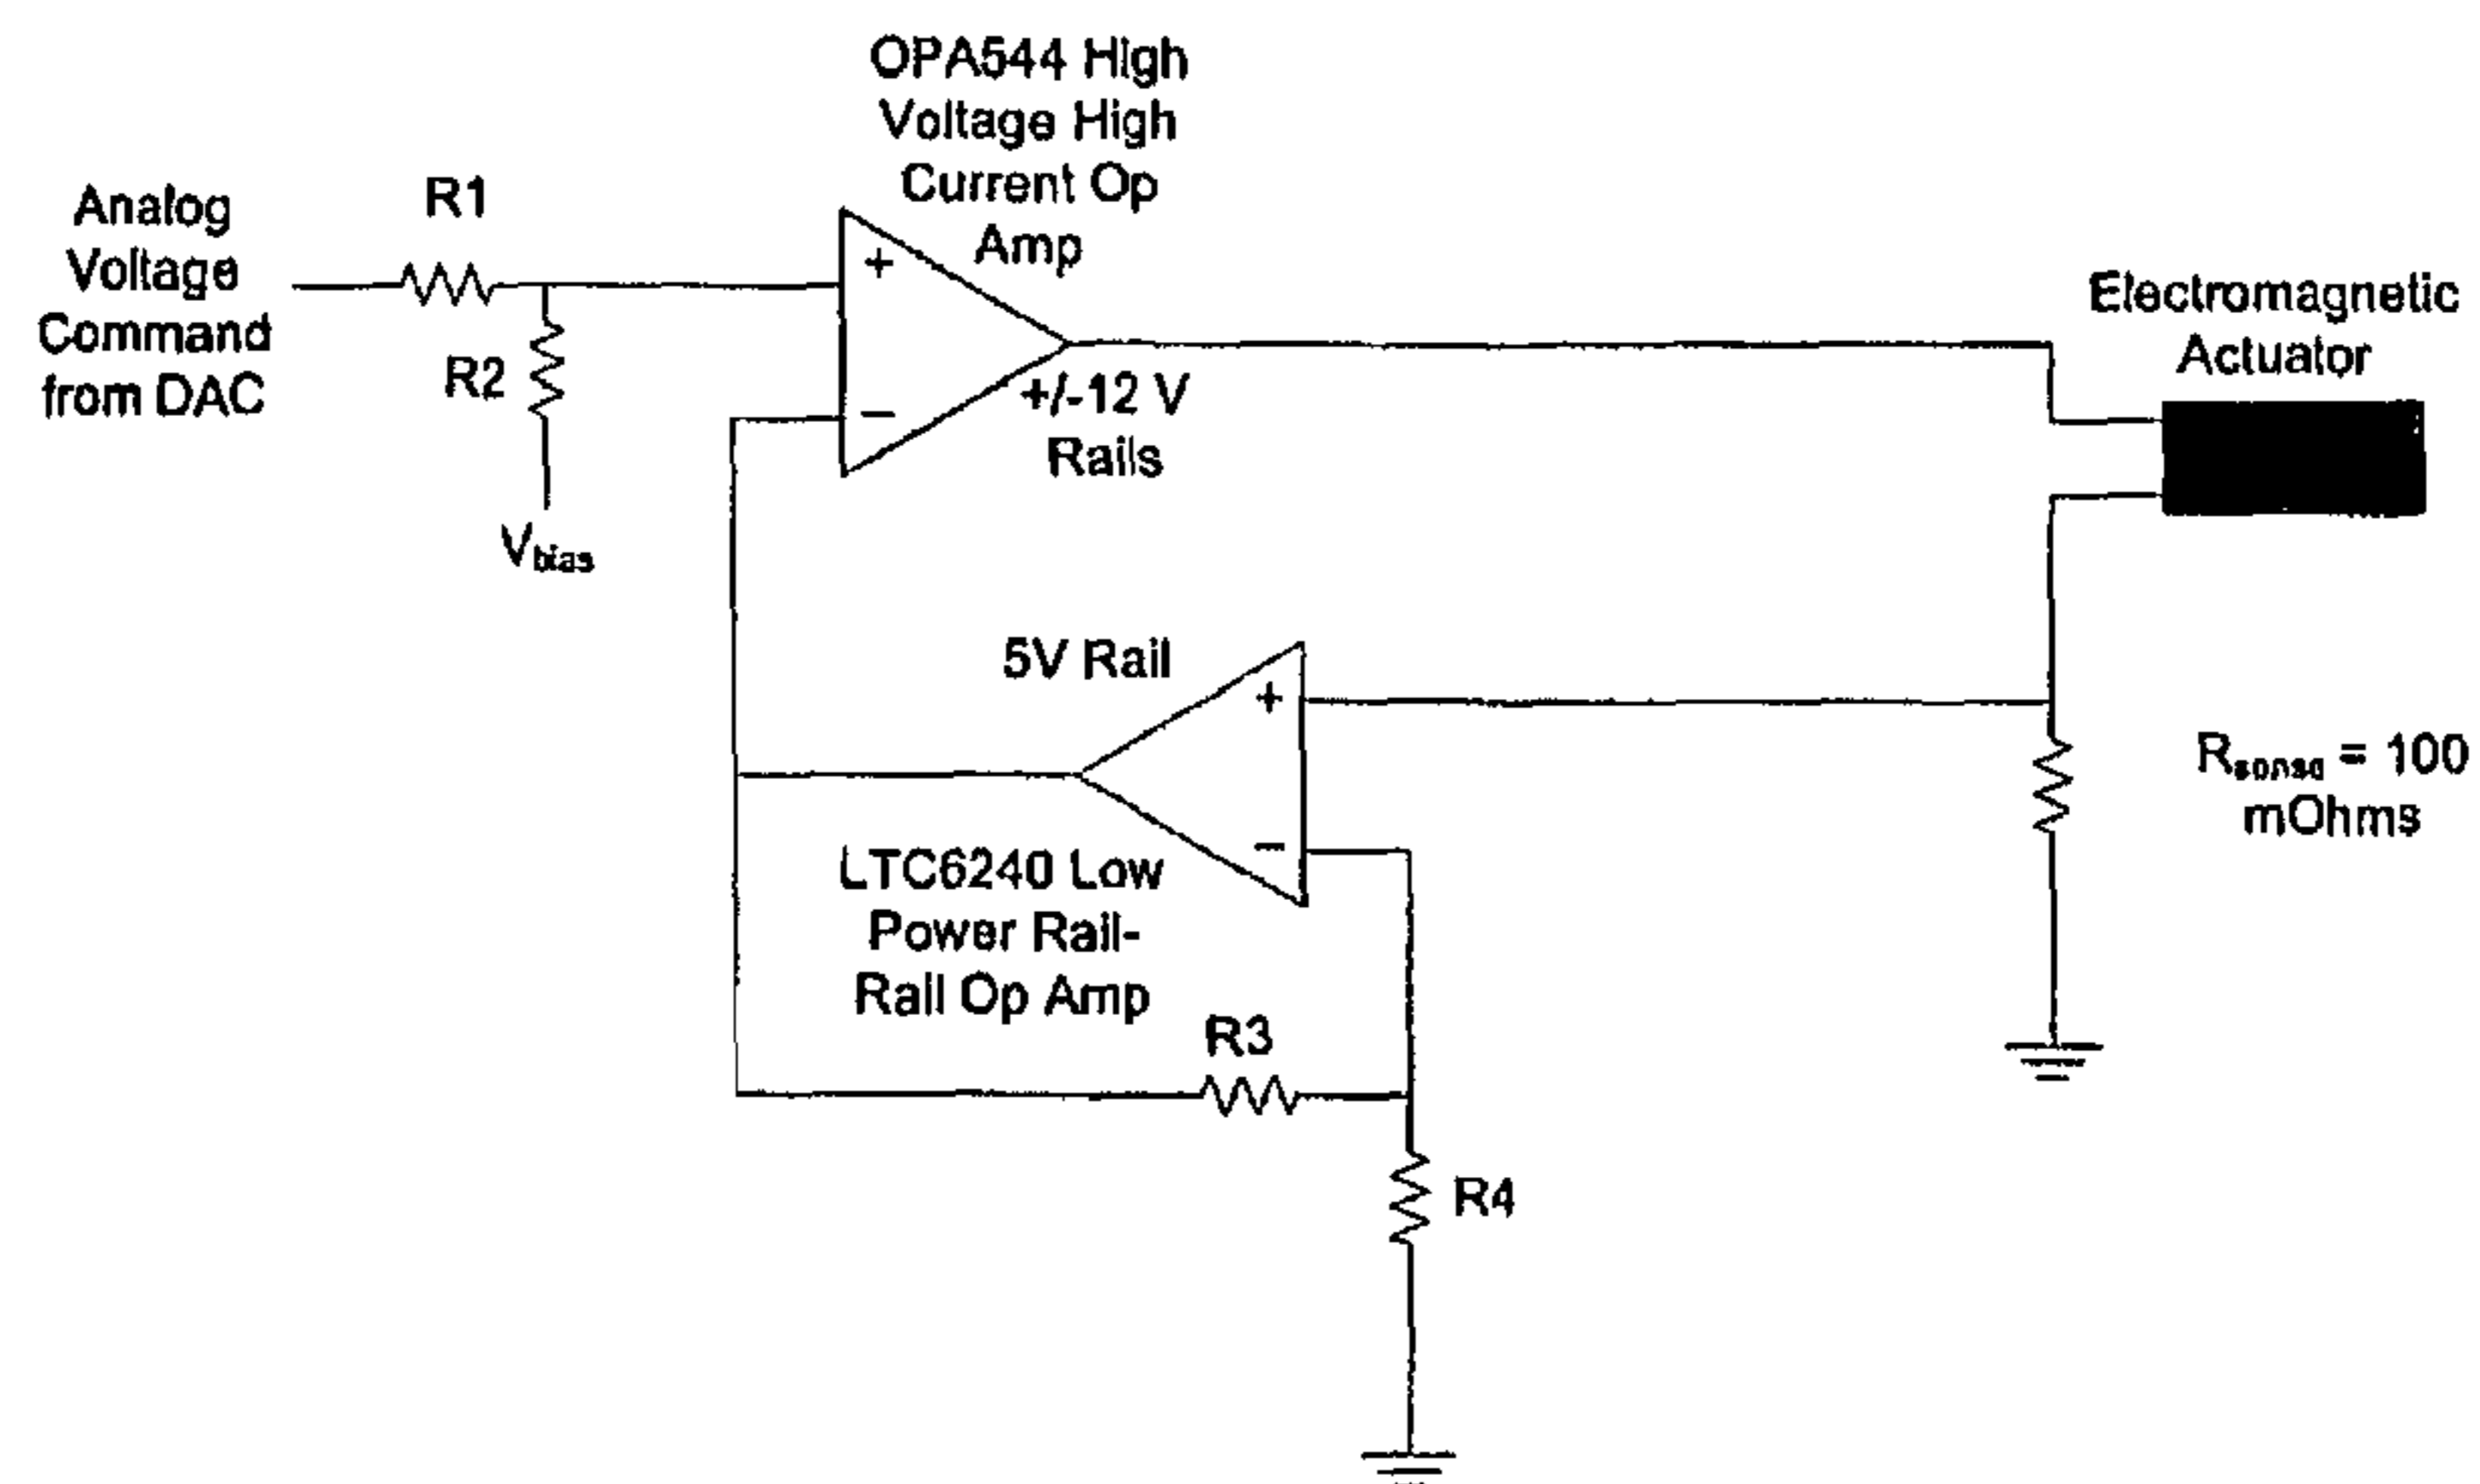 OPA544 High
Voltage High
Current Op
Amp
Analog
Voltage
Command
from DAC
R1
+
R2
−
+/-12 V
Rails
Vbias
Electromagnetic
Actuator
5V Rail
+
−
Rsense = 100
mOhms
LTC6240 Low
Power Rail-
Rail Op Amp
R3
R4